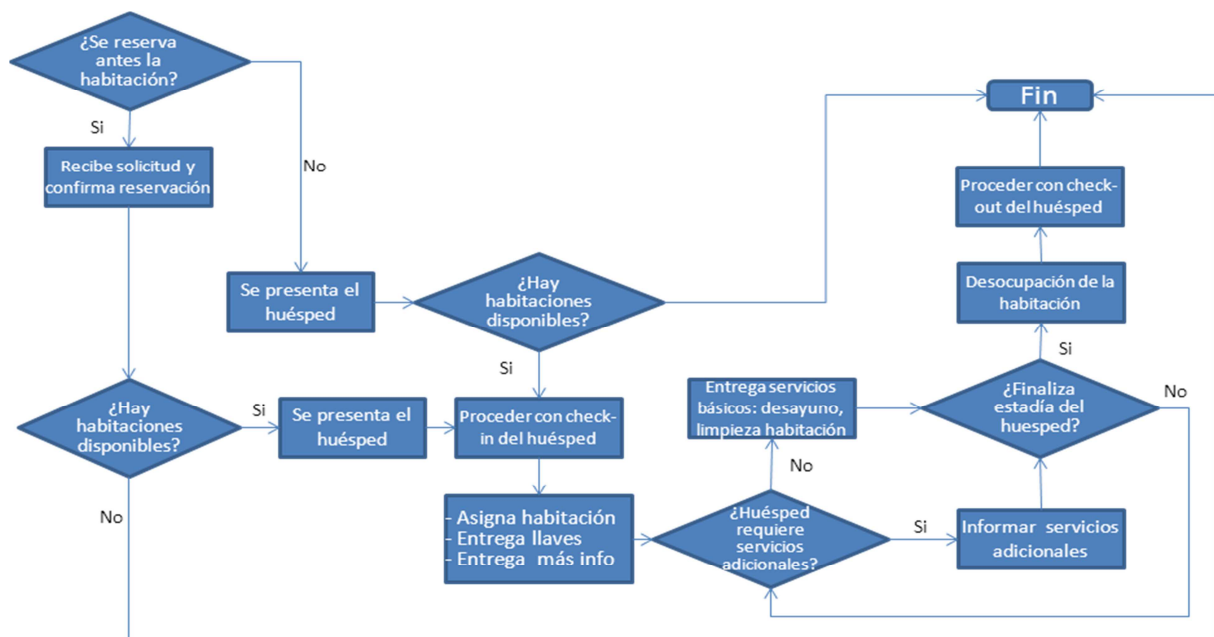 ¿Se reserva
antes la
habitación?
Si
No
Recibe solicitud y
confirma reservación
Se presenta el
huésped
¿Hay
habitaciones
disponibles?
Si
Fin
Proceder con check-
out del huésped
Desocupación de la
habitación
Si
¿Hay
habitaciones
disponibles?
Si
No
Se presenta el
huésped
Proceder con check-
in del huésped
Entrega servicios
básicos: desayuno,
limpieza habitación
¿Finaliza
estadía del
huesped?
No
- Asigna habitación
- Entrega llaves
- Entrega más info
No
¿Huésped
requiere
servicios
adicionales?
Si
Informar servicios
adicionales